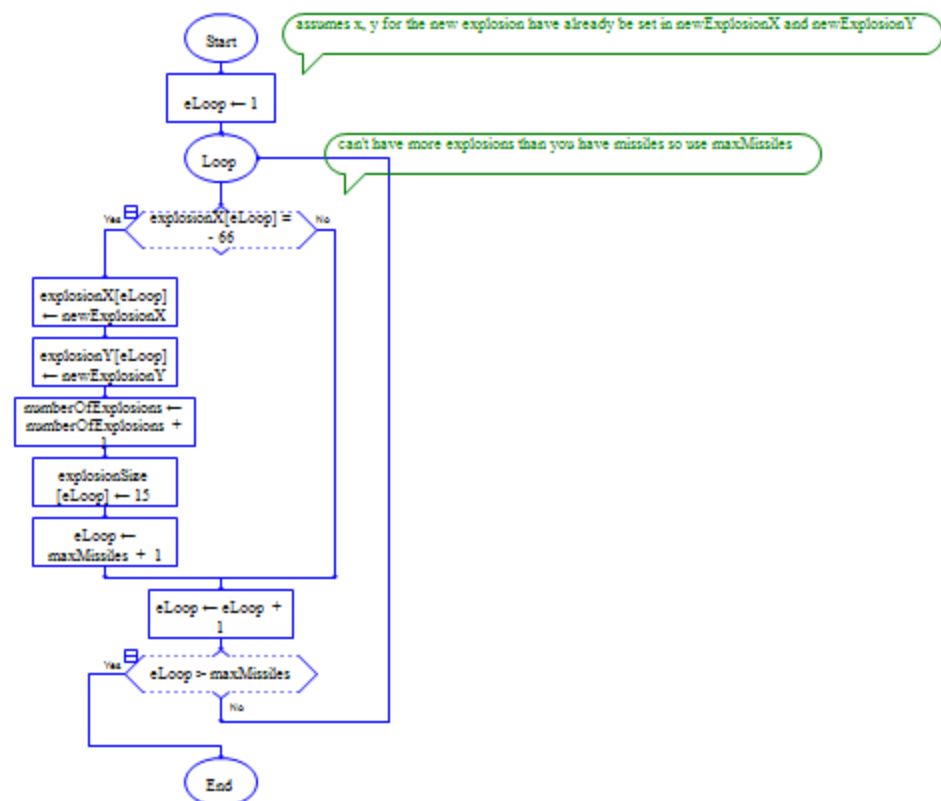 assumes x, y for the new explosion have already be set in newExplosionX and newExplosionY
Start
eLoop ← 1
can't have more explosions than you have missiles so use maxMissiles
Loop
Yes
explosionX[eLoop] =
- 66
No
explosionX[eLoop]
← newExplosionX
explosionY[eLoop]
← newExplosionY
numberOfExplosions ←
numberOfExplosions +
1
explosionSize
[eLoop] ← 15
eLoop ←
maxMissiles + 1
eLoop ← eLoop +
1
Yes
eLoop > maxMissiles
No
End